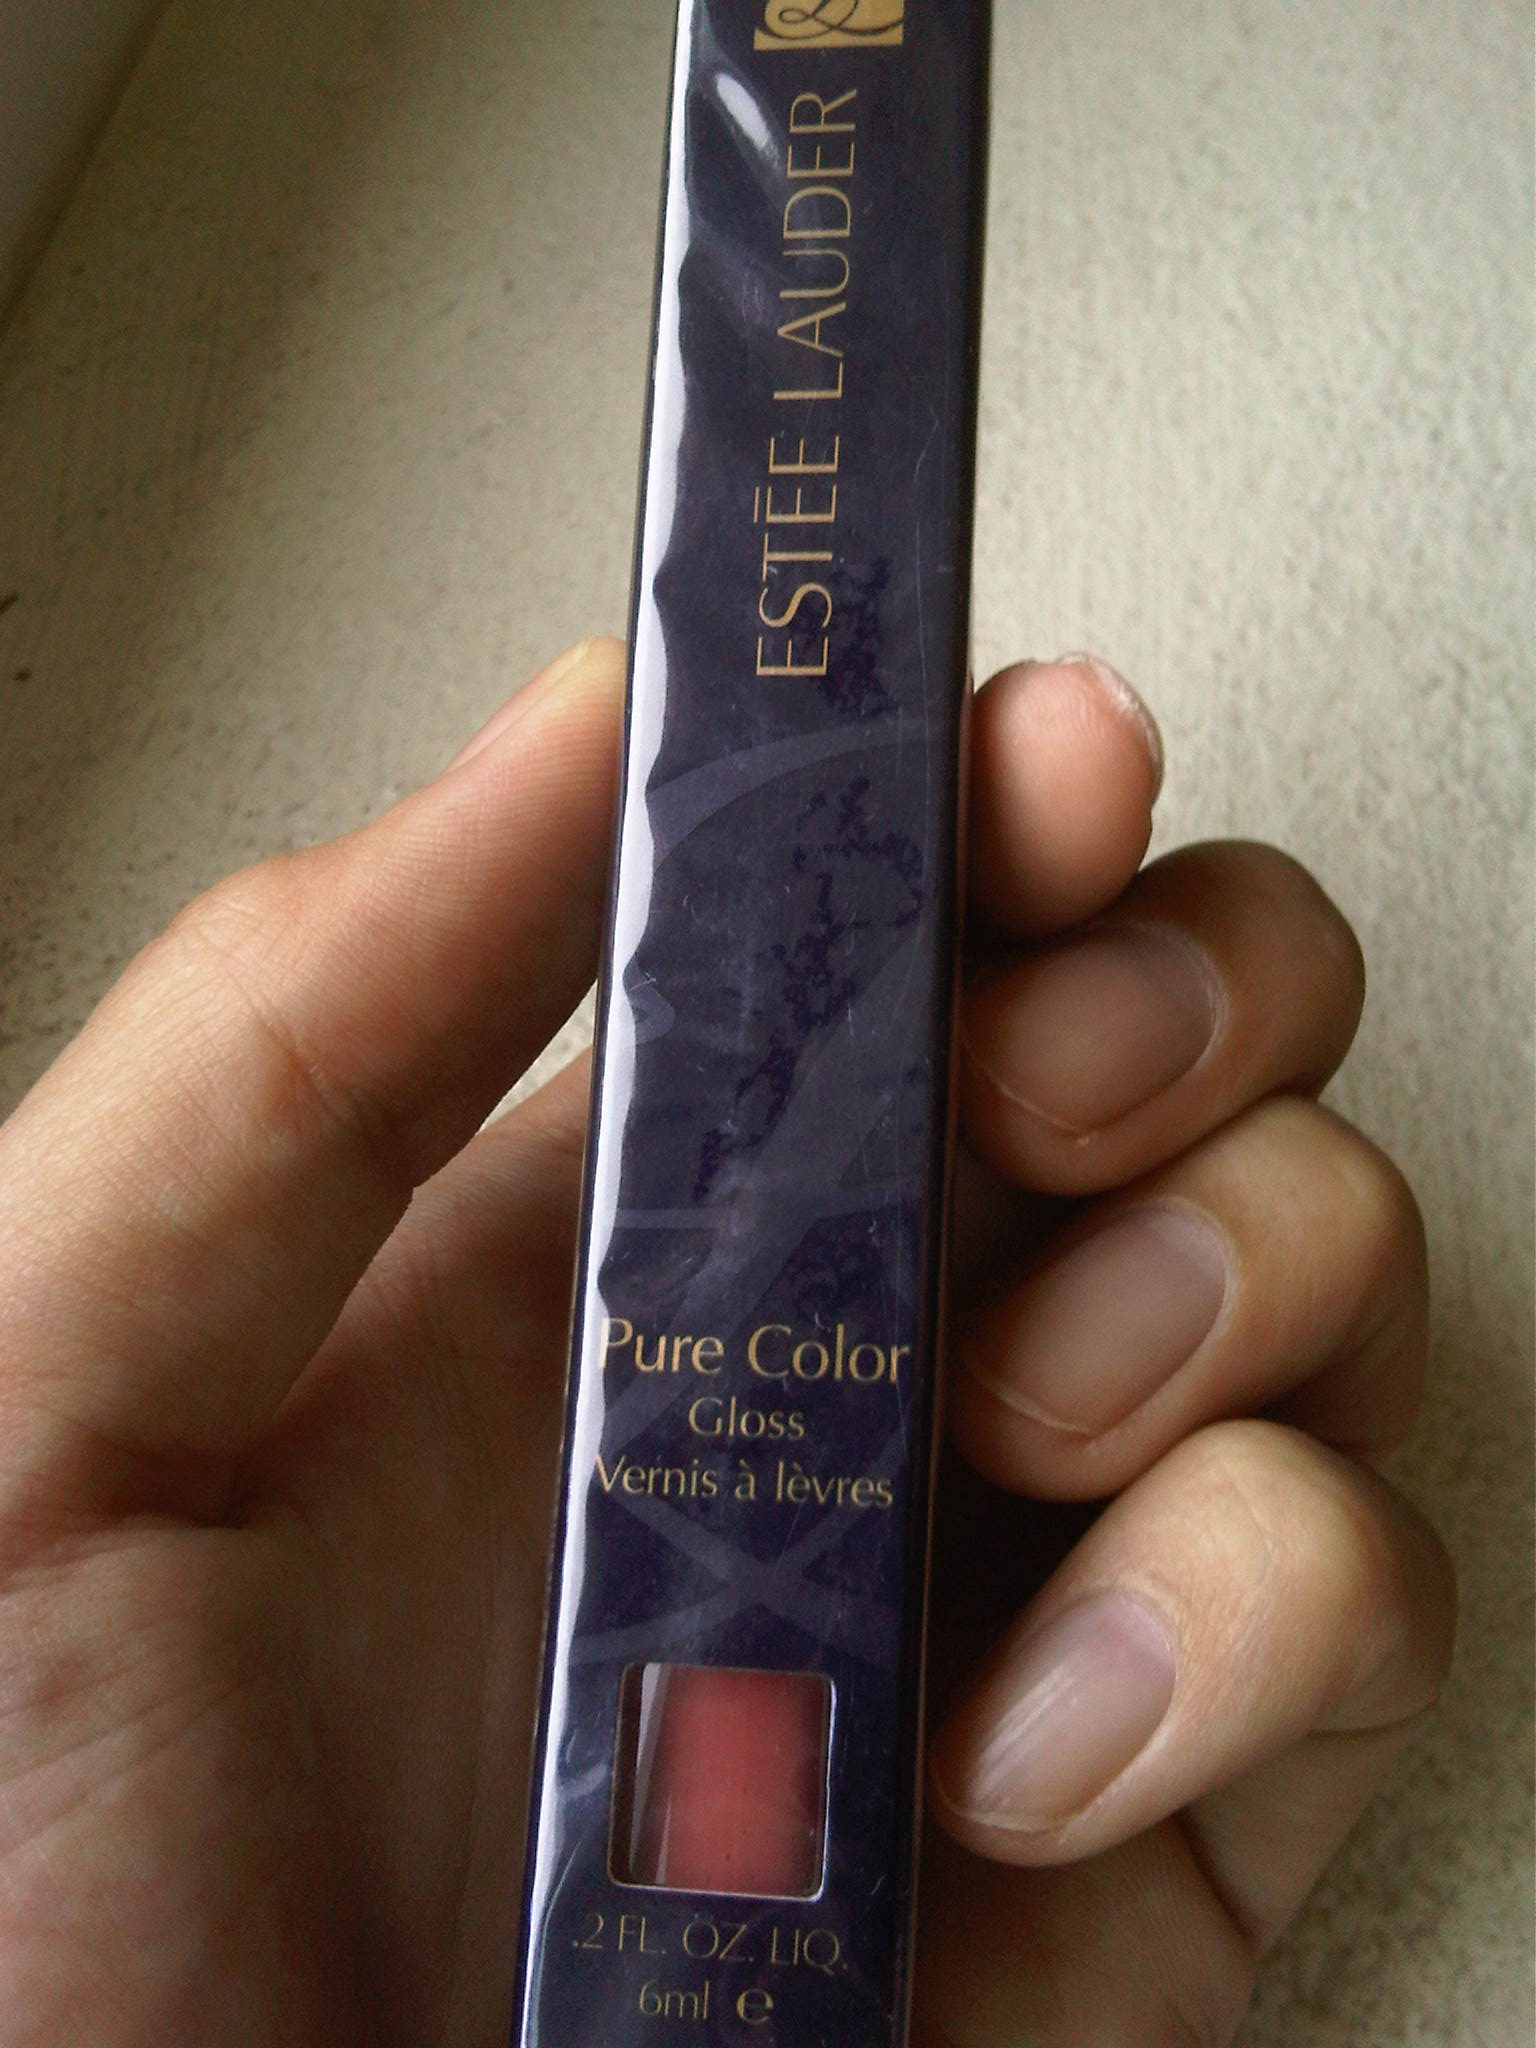 ESTĒE LAUDER
Pure Color
Gloss
Vernis à lèvres
.2 FL. OZ. LIQ.
6ml ℮